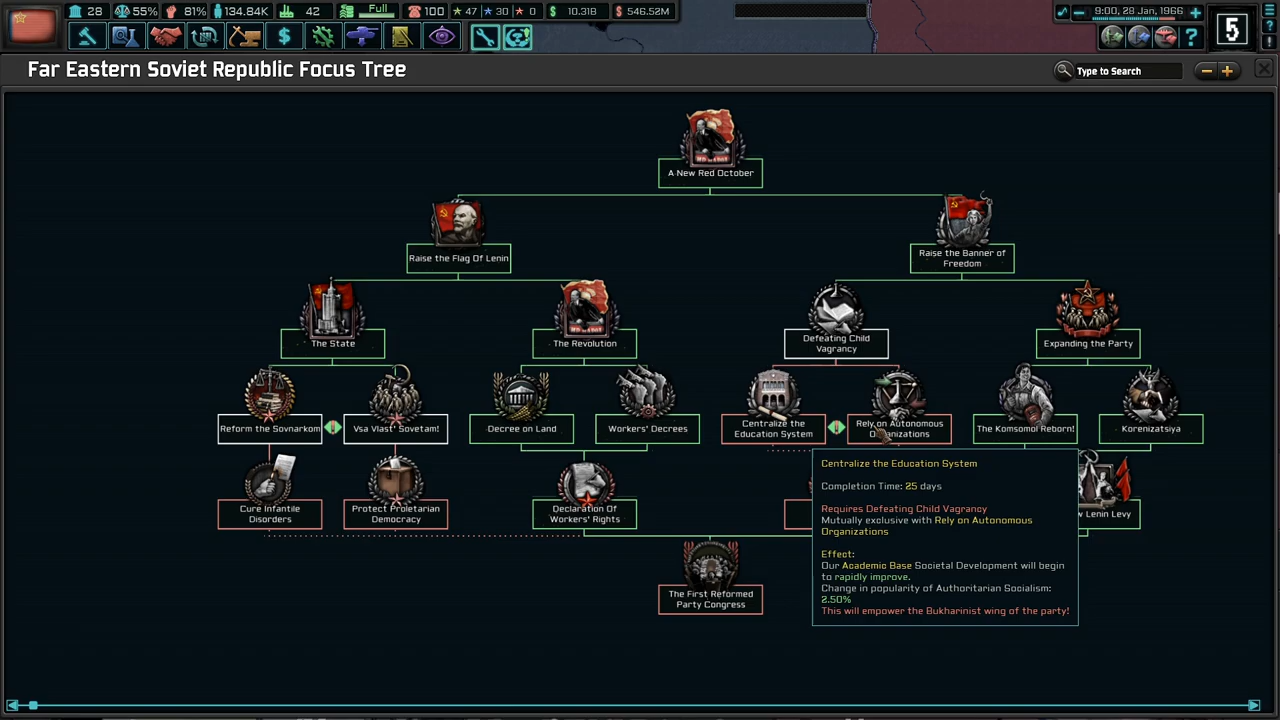 28
55%
81%
134.84K
42
Full
100
47
30
0
10.31B
546.52M
9:00, 28 Jan, 1966
5
Far Eastern Soviet Republic Focus Tree
Type to Search
A New Red October
Raise the Flag Of Lenin
Raise the Banner of
Freedom
The State
The Revolution
Defeating Child
Vagrancy
Expanding the Party
Reform the Sovnarkom
Vsa Vlast' Sovetam!
Decree on Land
Workers' Decrees
Centralize the
Education System
Rely on Autonomous
Organizations
The Komsomol Reborn!
Korenizatsiya
Cure Infantile
Disorders
Protect Proletarian
Democracy
Declaration Of
Workers' Rights
Lenin Levy
The First Reformed
Party Congress
Centralize the Education System
Completion Time: 25 days
Requires Defeating Child Vagrancy
Mutually exclusive with Rely on Autonomous
Organizations
Effect:
Our Academic Base Societal Development will begin
to rapidly improve.
Change in popularity of Authoritarian Socialism:
2.50%
This will empower the Bukharinist wing of the party!